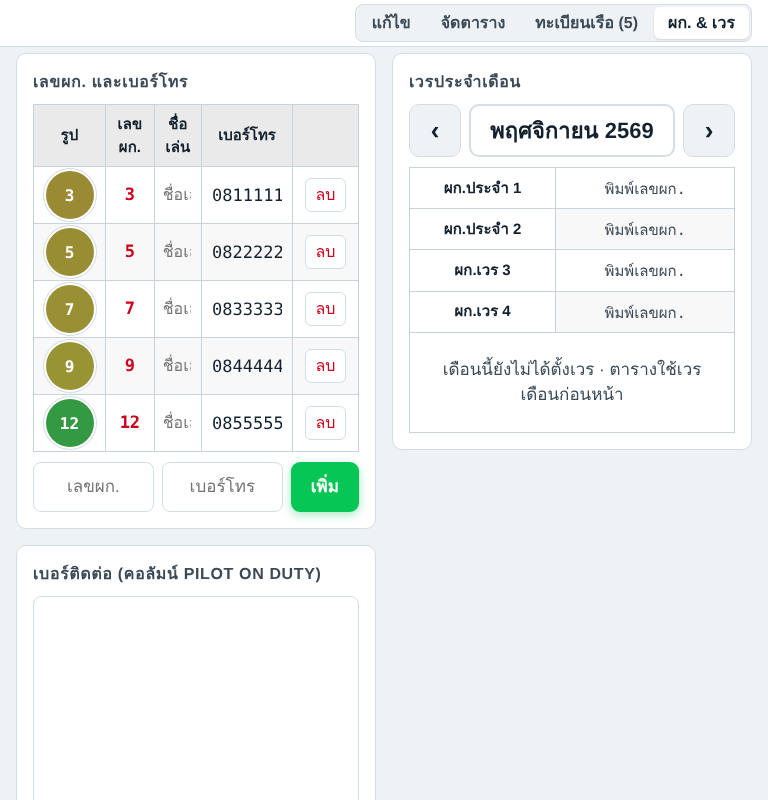 แก้ไข จัดตาราง ทะเบียนเรือ (5) ผก. & เวร
เลขผก. และเบอร์โทร
รูป เลขผก. ชื่อเล่น เบอร์โทร
3 3 0811111 ลบ
5 5 0822222 ลบ
7 7 0833333 ลบ
9 9 0844444 ลบ
12 12 0855555 ลบ
เลขผก. เบอร์โทร เพิ่ม
เบอร์ติดต่อ (คอลัมน์ PILOT ON DUTY)
เวรประจำเดือน
‹ พฤศจิกายน 2569 ›
ผก.ประจำ 1 พิมพ์เลขผก.
ผก.ประจำ 2 พิมพ์เลขผก.
ผก.เวร 3 พิมพ์เลขผก.
ผก.เวร 4 พิมพ์เลขผก.
เดือนนี้ยังไม่ได้ตั้งเวร · ตารางใช้เวร
เดือนก่อนหน้า